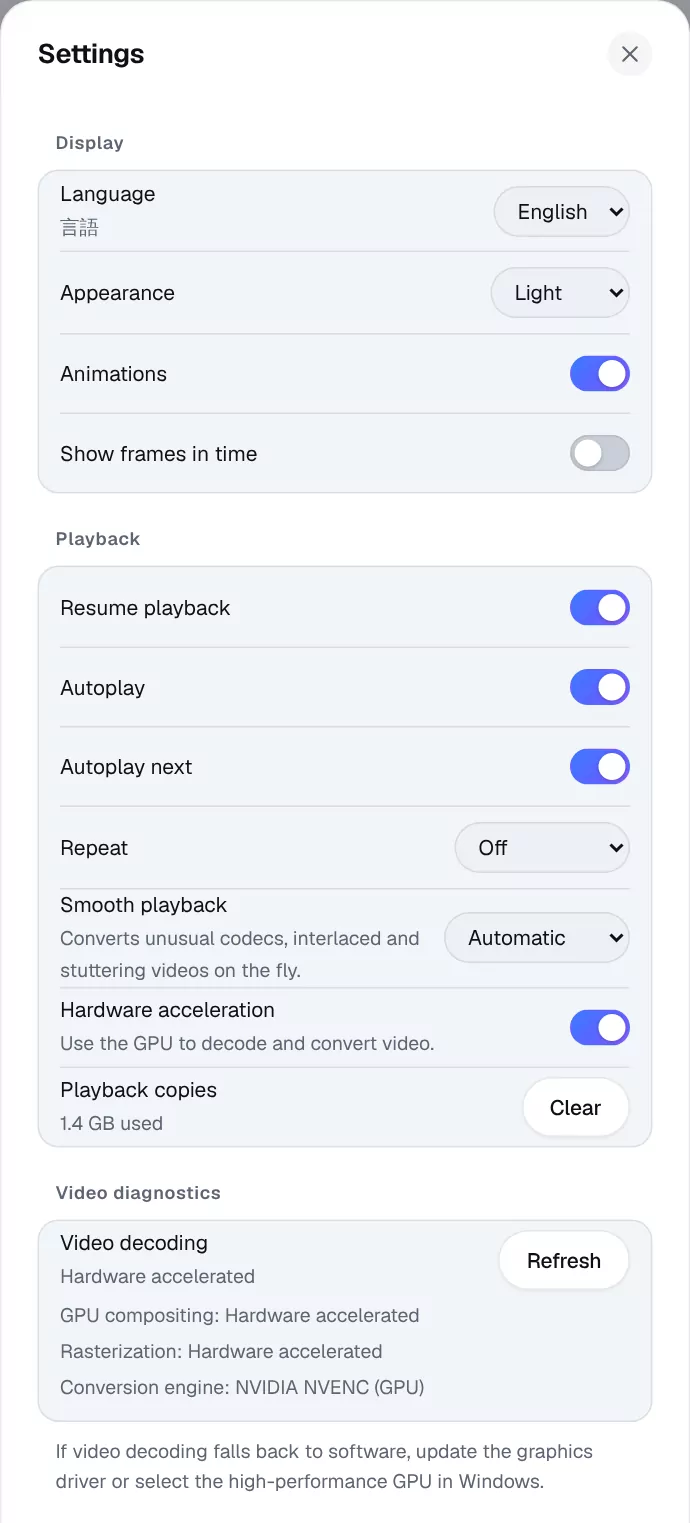 Settings
Display
Language
言語
English
Appearance
Light
Animations
Show frames in time
Playback
Resume playback
Autoplay
Autoplay next
Repeat
Off
Smooth playback
Converts unusual codecs, interlaced and
stuttering videos on the fly.
Automatic
Hardware acceleration
Use the GPU to decode and convert video.
Playback copies
1.4 GB used
Clear
Video diagnostics
Video decoding
Hardware accelerated
Refresh
GPU compositing: Hardware accelerated
Rasterization: Hardware accelerated
Conversion engine: NVIDIA NVENC (GPU)
If video decoding falls back to software, update the graphics
driver or select the high-performance GPU in Windows.